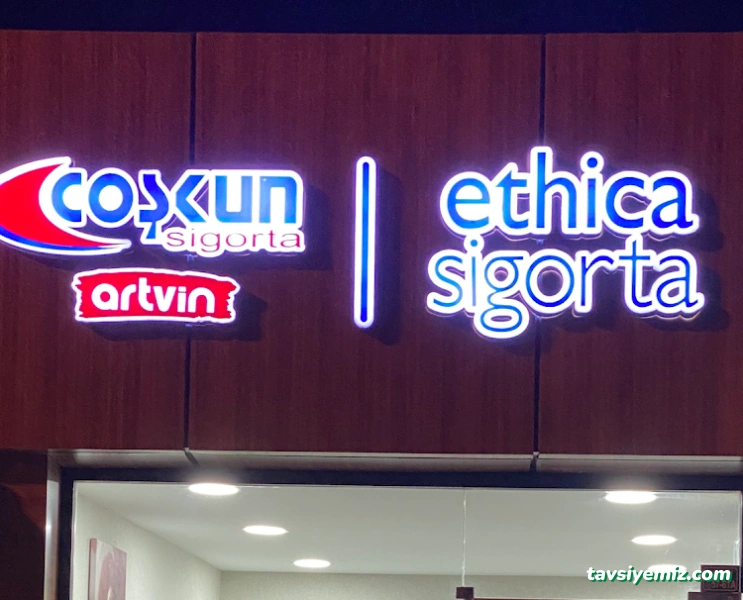 coşkun
sigorta
artvin
ethica
sigorta
tavsiyemiz.com